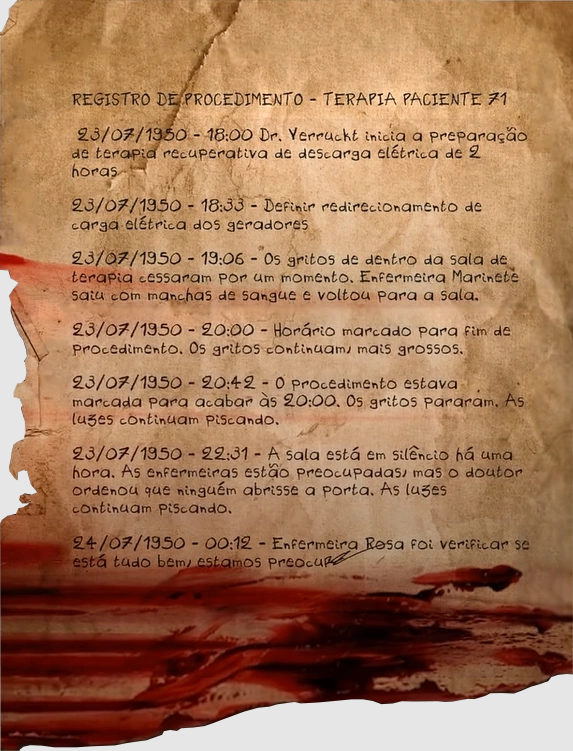 REGISTRO DE PROCEDIMENTO - TERAPIA PACIENTE 71
23/07/1950 - 18:00 Dr. Verruckt inicia a preparação
de terapia recuperativa de descarga elétrica de 2
horas
23/07/1950 - 18:33 - Definir redirecionamento de
carga elétrica dos geradores
23/07/1950 - 19:06 - Os gritos de dentro da sala de
terapia cessaram por um momento. Enfermeira Marinete
saiu com manchas de sangue e voltou para a sala.
23/07/1950 - 20:00 - Horário marcado para fim de
procedimento. Os gritos continuam, mais grossos.
23/07/1950 - 20:42 - O procedimento estava
marcada para acabar às 20:00. Os gritos pararam. As
luzes continuam piscando.
23/07/1950 - 22:31 - A sala está em silêncio há uma
hora. As enfermeiras estão preocupadas, mas o doutor
ordenou que ninguém abrisse a porta. As luzes
continuam piscando.
24/07/1950 - 00:12 - Enfermeira Rosa foi verificar se
está tudo bem, estamos preocup